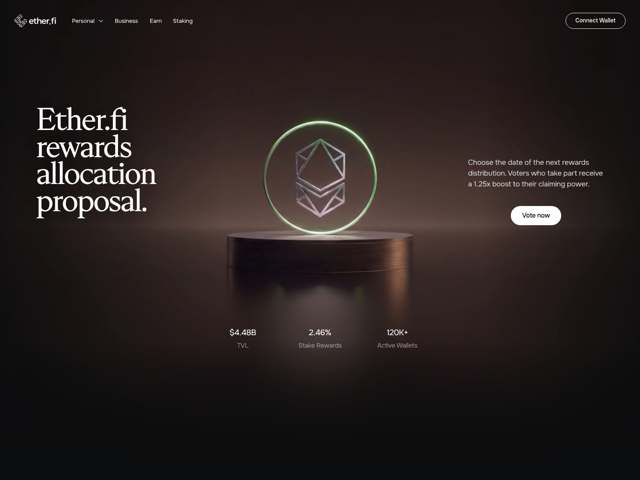 ether.fi
Personal
Business
Earn
Staking
Connect Wallet
Ether.fi
rewards
allocation
proposal.
Choose the date of the next rewards
distribution. Voters who take part receive
a 1.25x boost to their claiming power.
Vote now
$4.48B
2.46%
120K+
TVL
Stake Rewards
Active Wallets